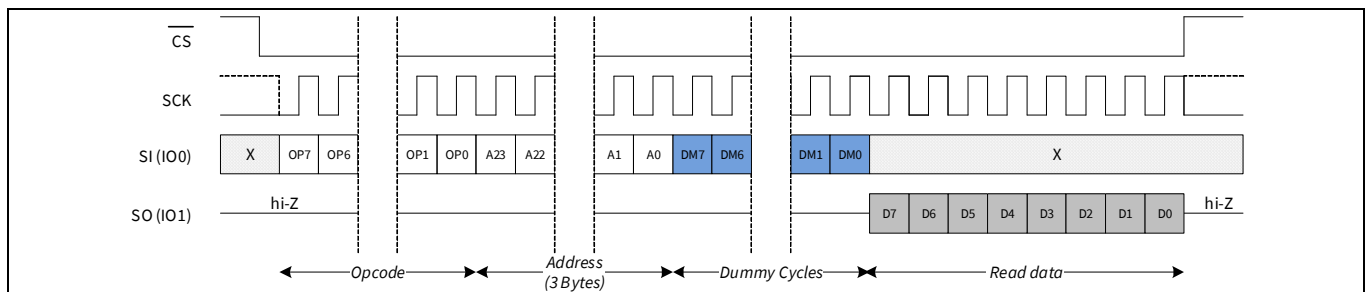 CS
SCK
SI (IO0) X OP7 OP6 OP1 OP0 A23 A22 A1 A0 DM7 DM6 DM1 DM0 X
SO (IO1) hi-Z D7 D6 D5 D4 D3 D2 D1 D0 hi-Z
Opcode Address (3 Bytes) Dummy Cycles Read data